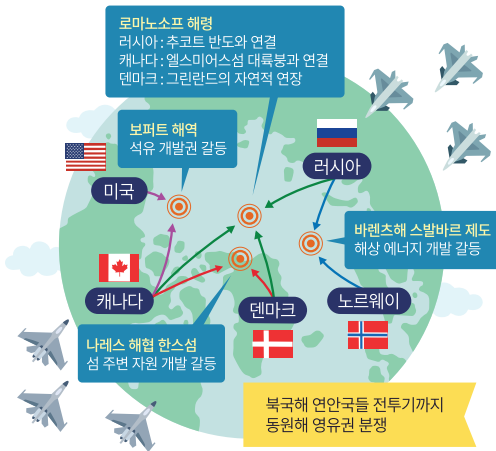 로마노소프 해령
러시아 : 추코트 반도와 연결
캐나다 : 엘스미어스섬 대륙붕과 연결
덴마크 : 그린란드의 자연적 연장
보퍼트 해역
석유 개발권 갈등
미국
러시아
바렌츠해 스발바르 제도
해상 에너지 개발 갈등
캐나다
덴마크
노르웨이
나레스 해협 한스섬
섬 주변 자원 개발 갈등
북국해 연안국들 전투기까지
동원해 영유권 분쟁